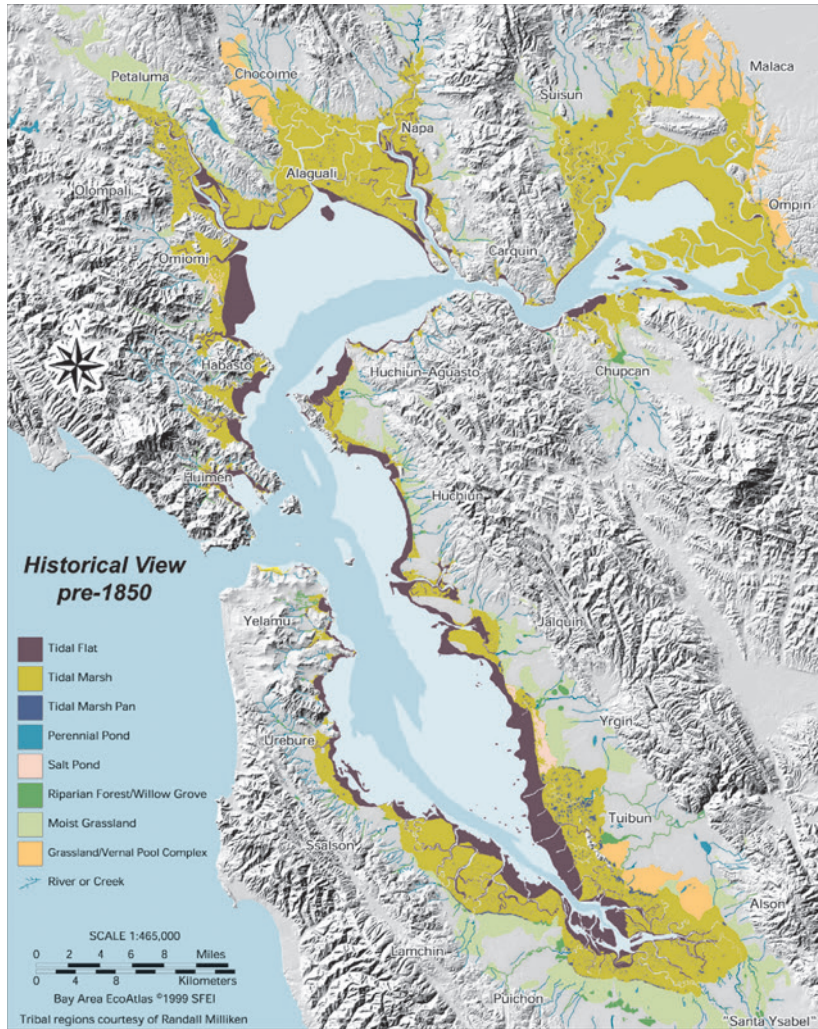 Petaluma
Chocoime
Malaca
Suisun
Napa
Alaguali
Olompali
Ompin
Carquin
Omiomi
N
Habasto
Huchiun-Aguasto
Chupcan
Huimen
Huchiun
Historical View
pre-1850
Yelamu
Jalquin
Tidal Flat
Tidal Marsh
Tidal Marsh Pan
Perennial Pond
Salt Pond
Riparian Forest/Willow Grove
Moist Grassland
Grassland/Vernal Pool Complex
River or Creek
Yrgin
Urebure
Tuibun
Ssalson
Alson
SCALE 1:465,000
0 2 4 6 8 Miles
0 4 8 Kilometers
Lamchin
Bay Area EcoAtlas ©1999 SFEI
Puichon
Tribal regions courtesy of Randall Milliken
"Santa Ysabel"